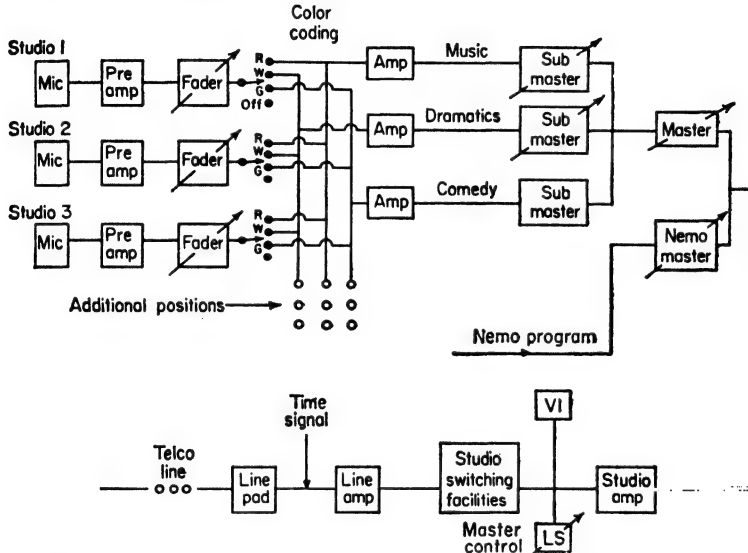 Color
coding
Studio 1
Mic
Pre
amp
Fader
R
W
G
Off
Amp
Music
Sub
master
Studio 2
Mic
Pre
amp
Fader
R
W
G
Amp
Dramatics
Sub
master
Master
Studio 3
Mic
Pre
amp
Fader
R
W
G
Amp
Comedy
Sub
master
Nemo
master
Additional positions
Nemo program
Time
signal
VI
Telco
line
Line
pad
Line
amp
Studio
switching
facilities
Studio
amp
Master
control
LS